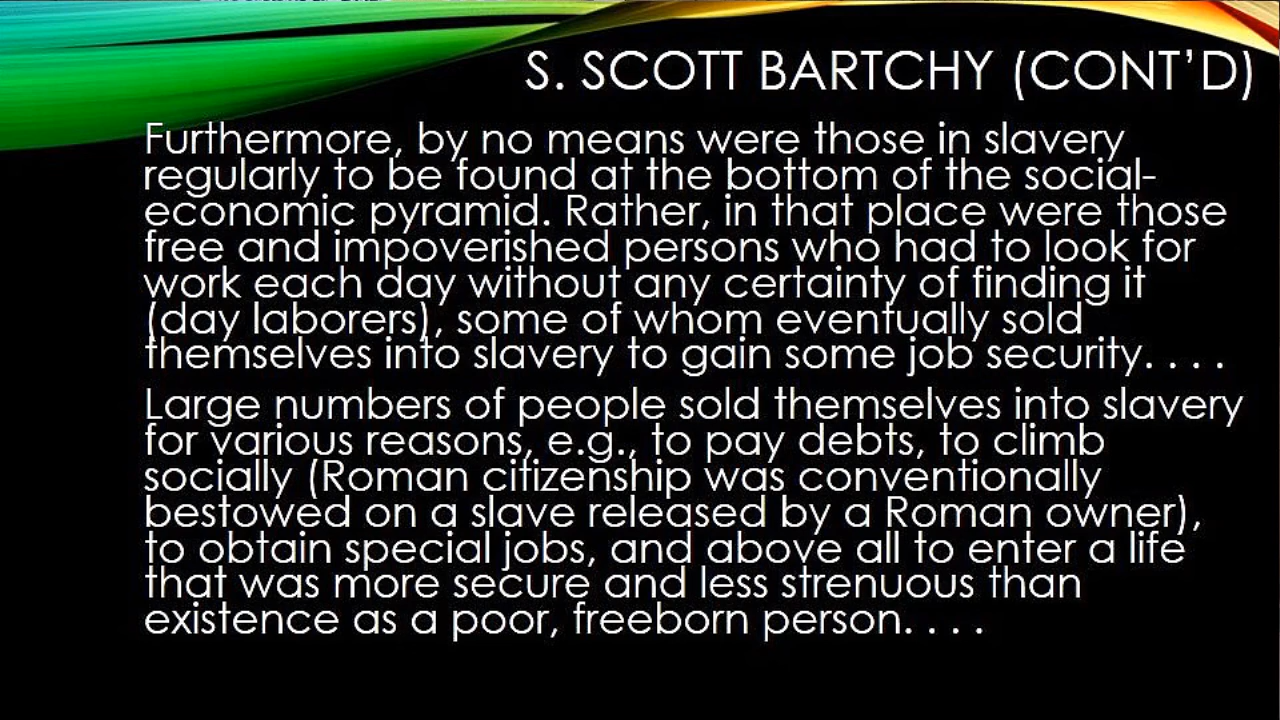 S. SCOTT BARTCHY (CONT'D)
Furthermore, by no means were those in slavery
regularly to be found at the bottom of the social-
economic pyramid. Rather, in that place were those
free and impoverished persons who had to look for
work each day without any certainty of finding it
(day laborers), some of whom eventually sold
themselves into slavery to gain some job security. . . .
Large numbers of people sold themselves into slavery
for various reasons, e.g., to pay debts, to climb
socially (Roman citizenship was conventionally
bestowed on a slave released by a Roman owner),
to obtain special jobs, and above all to enter a life
that was more secure and less strenuous than
existence as a poor, freeborn person. . . .